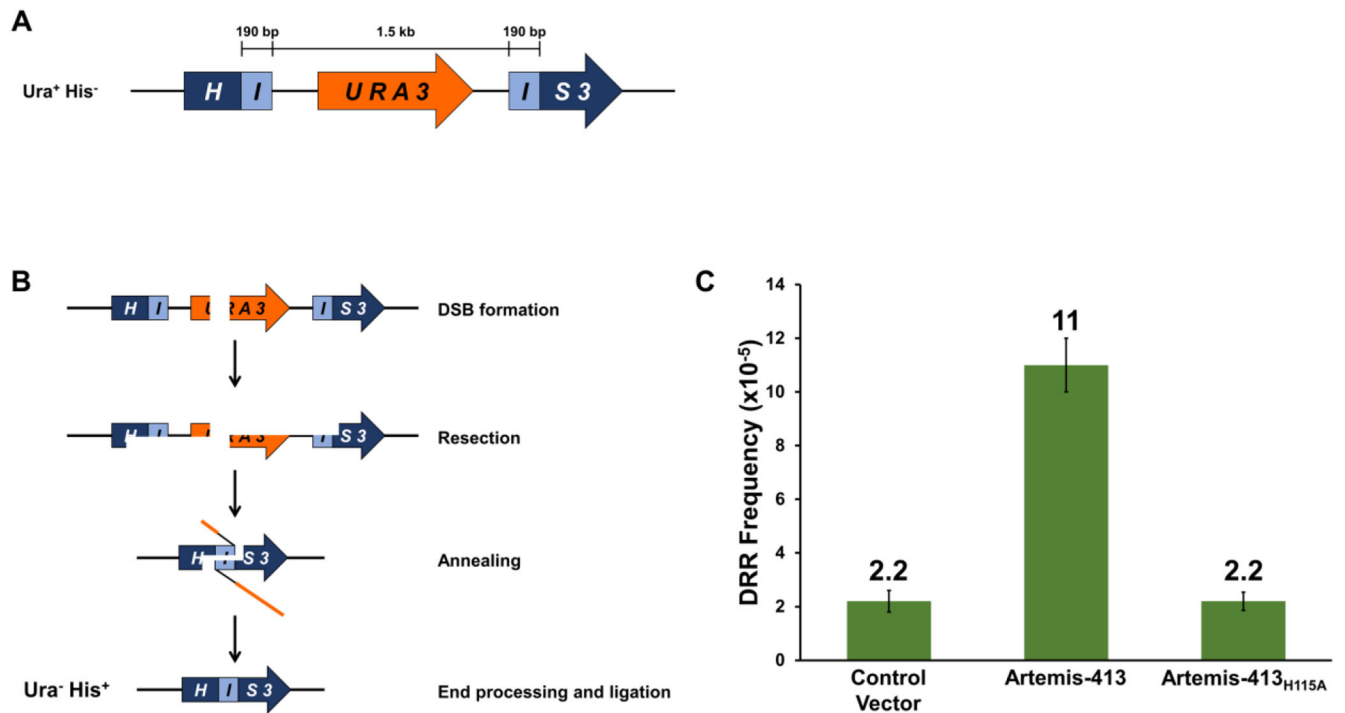 A
190 bp 1.5 kb 190 bp
Ura+ His-
H I URA3 I S3
B
H I URA3 I S3
DSB formation
H I URA3 I S3
Resection
H I S3
Annealing
Ura- His+
H I S3
End processing and ligation
C
DRR Frequency (x10-5)
14
12
10
8
6
4
2
0
2.2
11
2.2
Control
Vector
Artemis-413
Artemis-413H115A